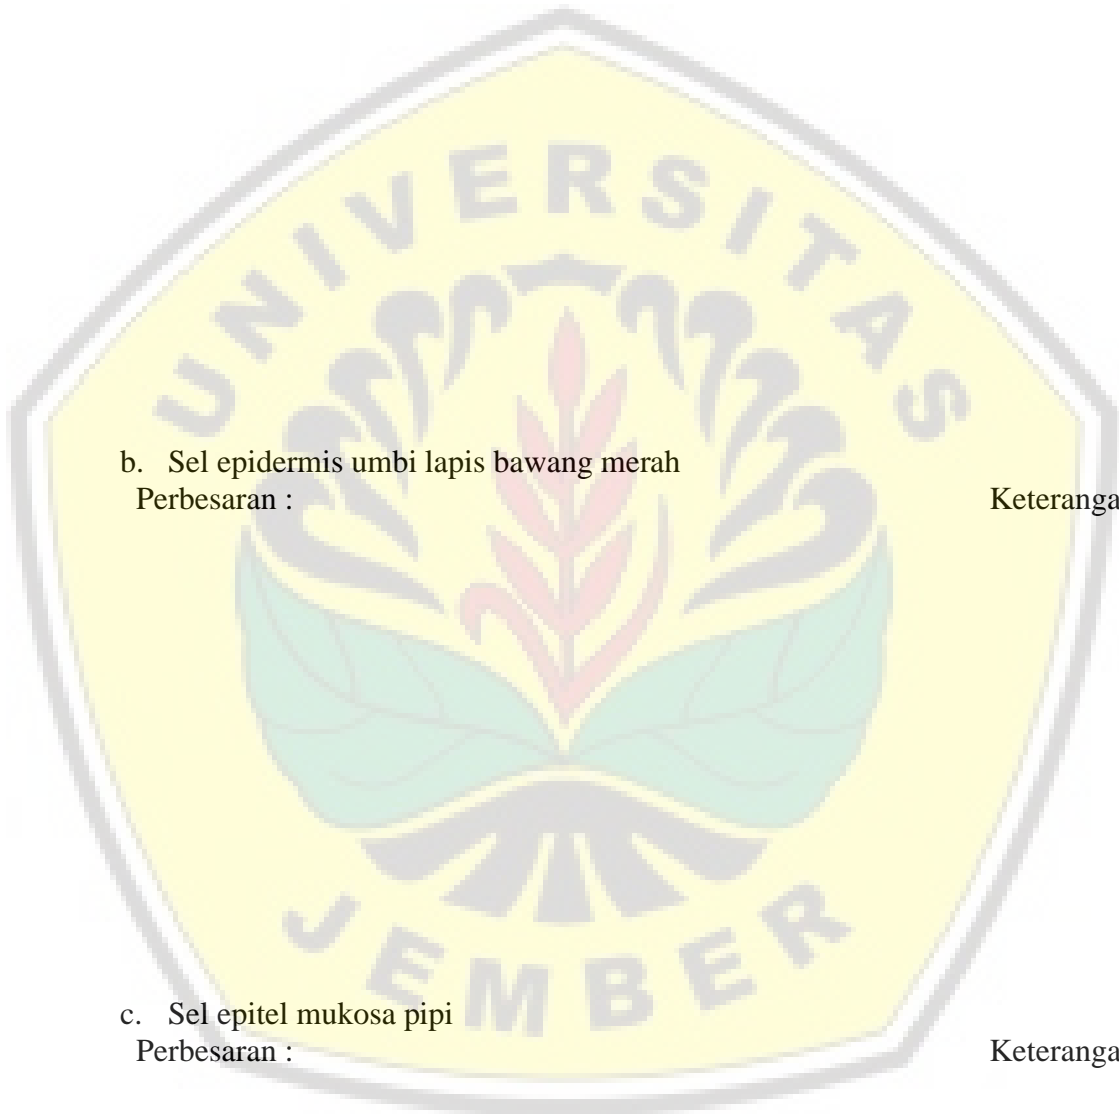 UNIVERSITAS
b. Sel epidermis umbi lapis bawang merah
Perbesaran : Keteranga
c. Sel epitel mukosa pipi
JEMBER
Perbesaran : Keteranga